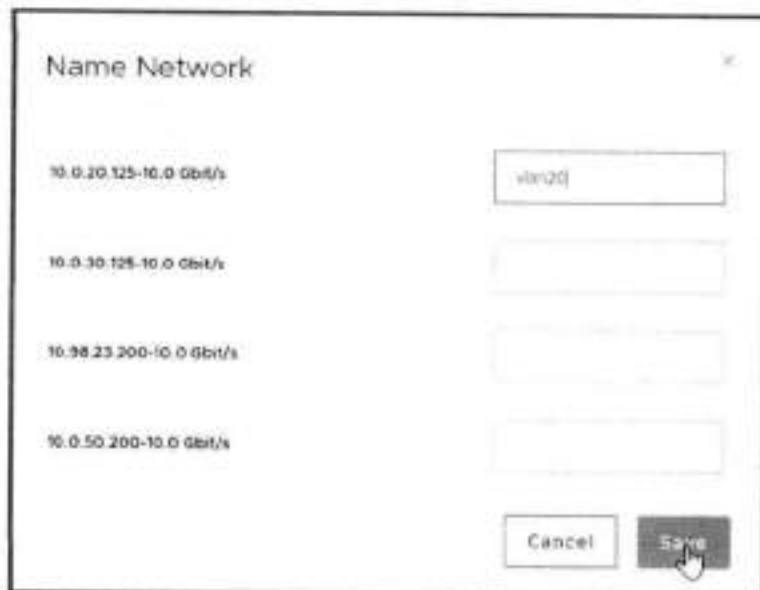 Name Network
×
10.0.20.125-10.0 Gbit/s
vlan20
10.0.30.125-10.0 Gbit/s
10.98.23.200-10.0 Gbit/s
10.0.50.200-10.0 Gbit/s
Cancel
Save